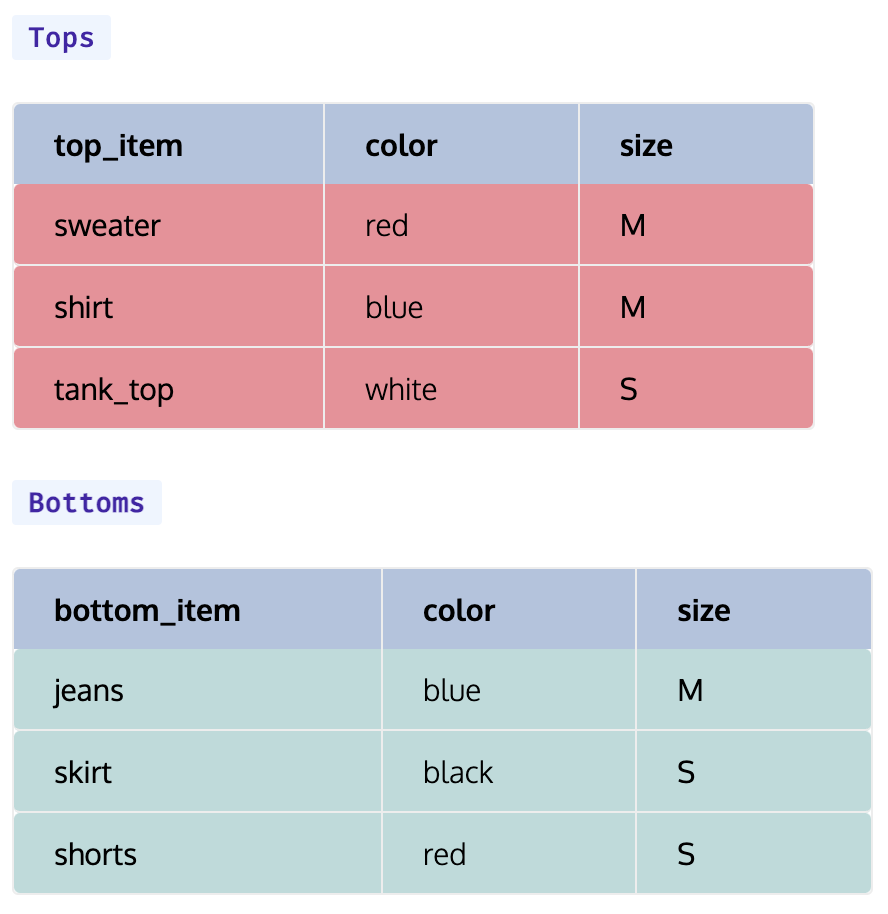 Tops
top_item color size
sweater red M
shirt blue M
tank_top white S
Bottoms
bottom_item color size
jeans blue M
skirt black S
shorts red S